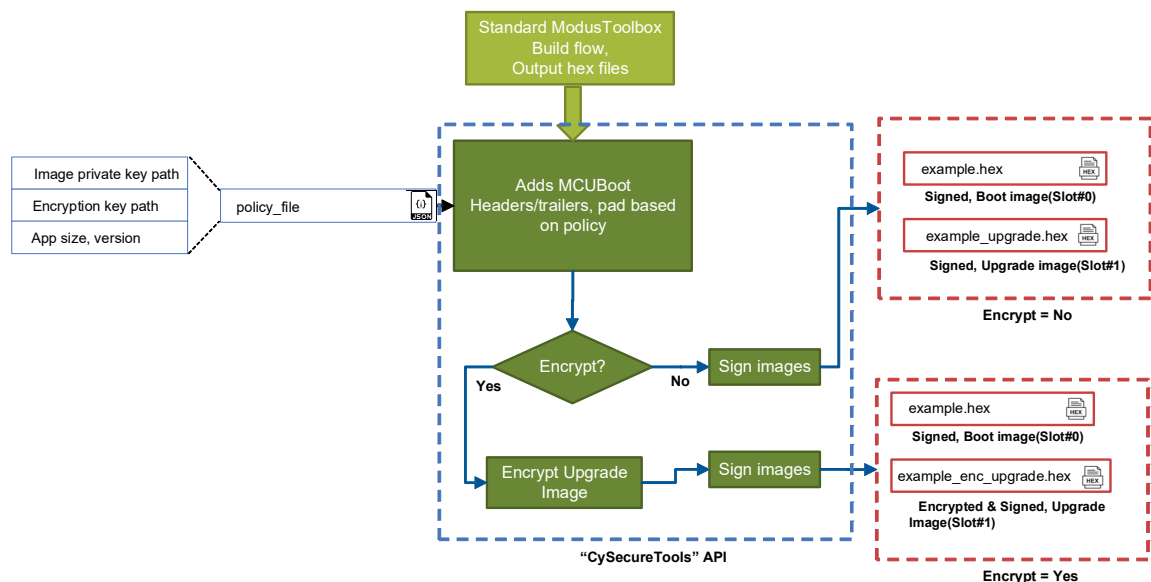 Standard ModusToolbox
Build flow,
Output hex files
Image private key path
Encryption key path
App size, version
policy_file
{;}
JSON
Adds MCUBoot
Headers/trailers, pad based
on policy
Encrypt?
Yes
No
Sign images
Encrypt Upgrade
Image
Sign images
"CySecureTools" API
example.hex
HEX
Signed, Boot image(Slot#0)
example_upgrade.hex
HEX
Signed, Upgrade image(Slot#1)
Encrypt = No
example.hex
HEX
Signed, Boot image(Slot#0)
example_enc_upgrade.hex
HEX
Encrypted & Signed, Upgrade
Image(Slot#1)
Encrypt = Yes